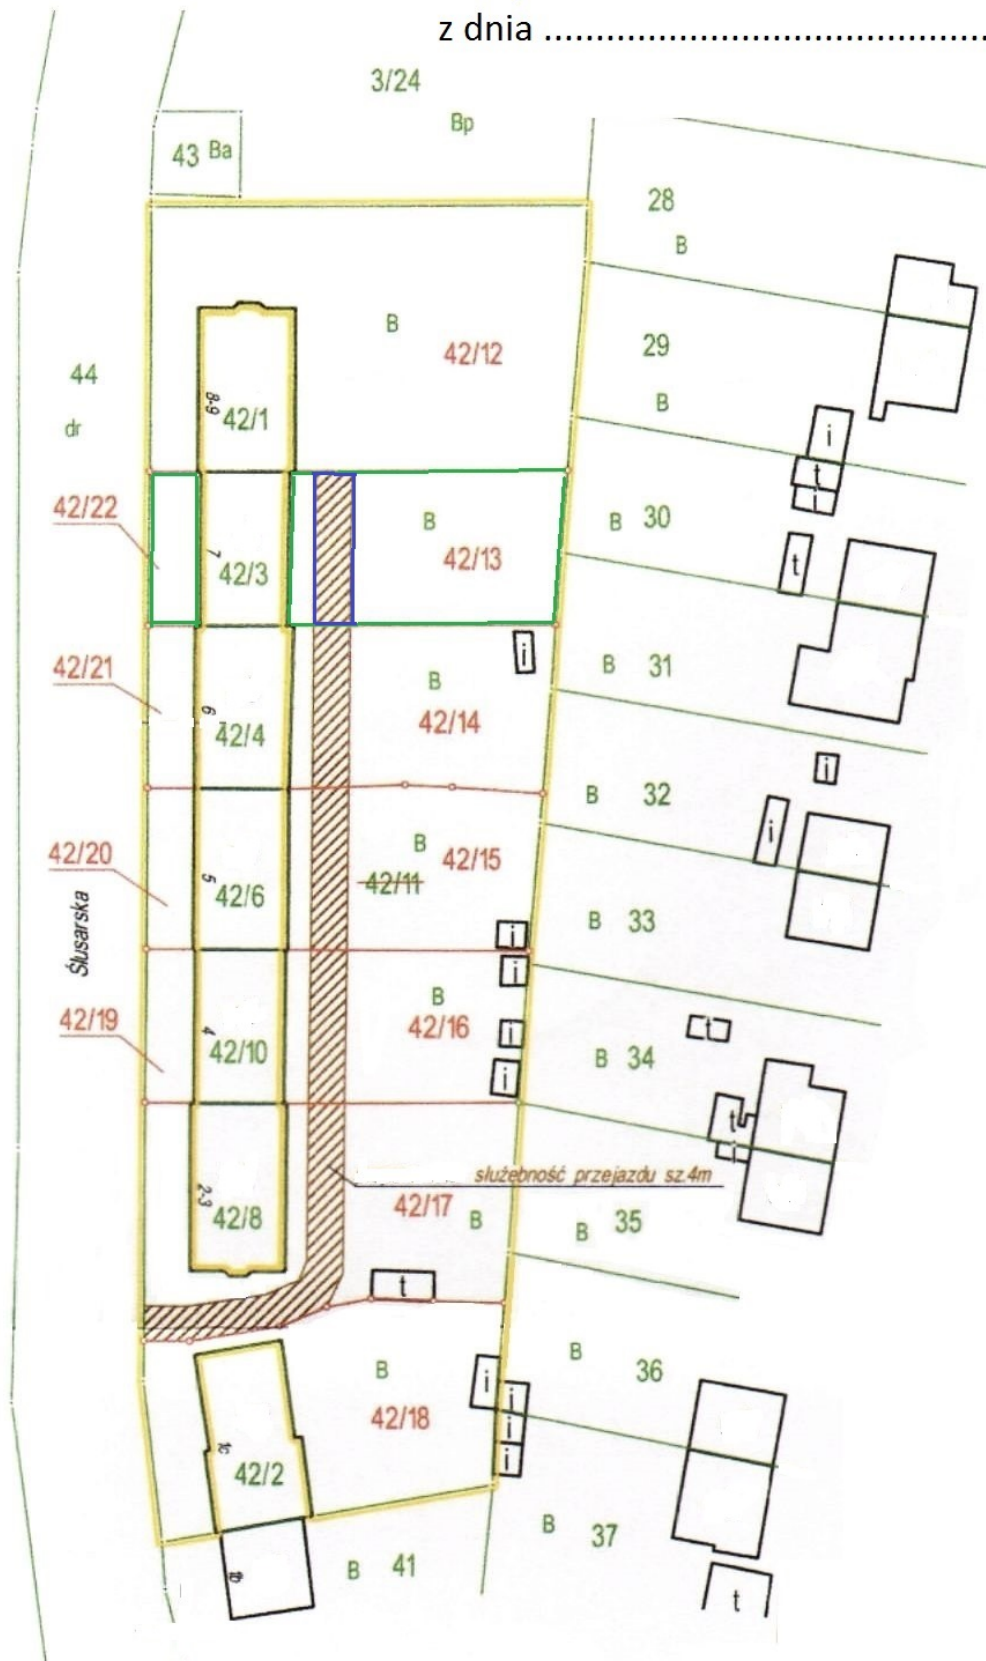 z dnia ...........................................
3/24
Bp
43 Ba
28
B
B
42/12
29
B
44
dr
8-9
42/1
i
t
i
42/22
B
42/13
B 30
7
42/3
t
42/21
i
B 31
B
42/14
6
42/4
i
B 32
i
42/20
B
42/15
42/11
5
42/6
B 33
Ślusarska
i
i
B
42/16
42/19
4
42/10
i
i
t
B 34
t
i
służebność przejazdu sz.4m
42/17
B
2-3
42/8
B 35
t
B 36
B
42/18
i
i
i
i
1c
42/2
B 37
B 41
1b
t